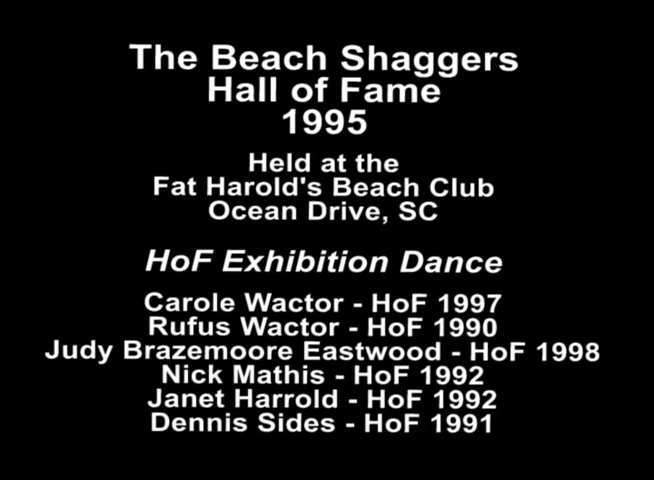 The Beach Shaggers
Hall of Fame
1995
Held at the
Fat Harold's Beach Club
Ocean Drive, SC
HoF Exhibition Dance
Carole Wactor - HoF 1997
Rufus Wactor - HoF 1990
Judy Brazemoore Eastwood - HoF 1998
Nick Mathis - HoF 1992
Janet Harrold - HoF 1992
Dennis Sides - HoF 1991